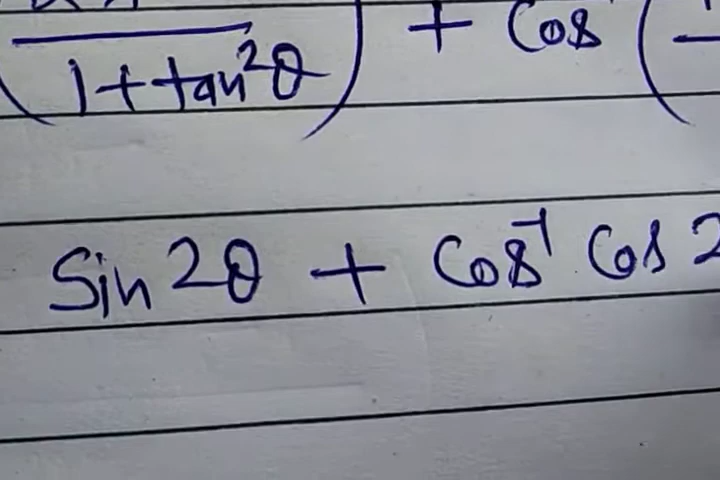 1+tan²θ) + Cos (
Sin 2θ + Cos⁻¹ Cos 2